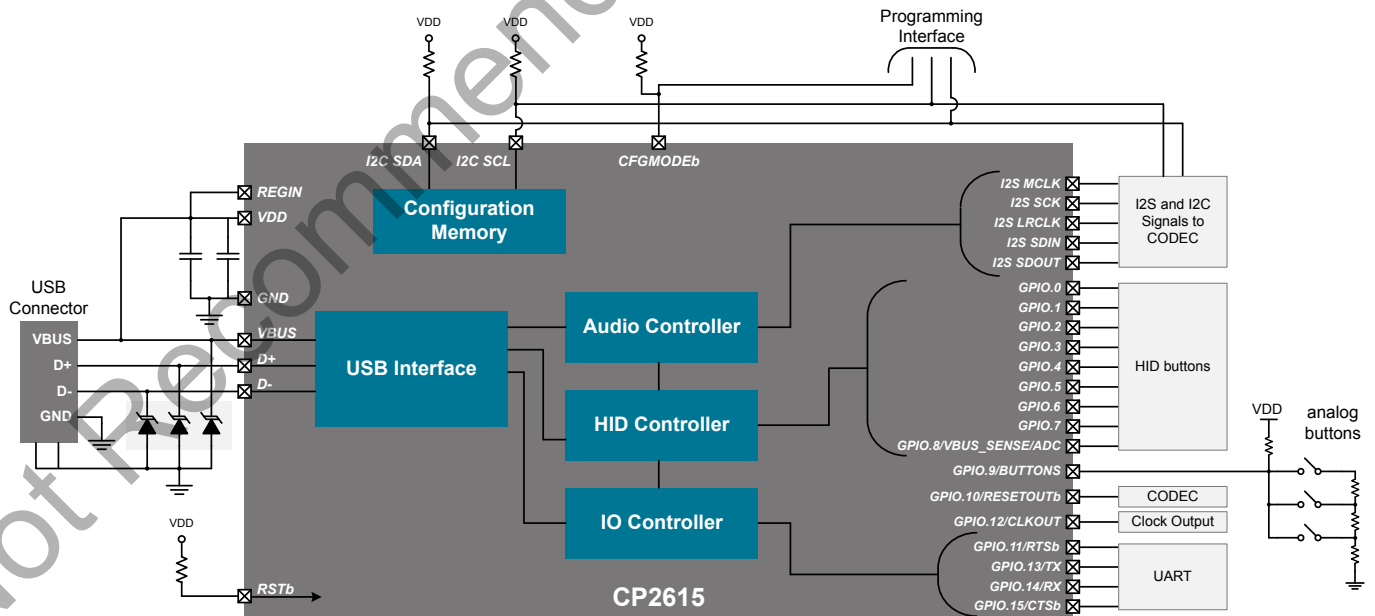 Not Recommend
Programming
Interface
VDD
VDD
VDD
I2C SDA
I2C SCL
CFGMODEb
REGIN
VDD
GND
VBUS
D+
D-
RSTb
USB
Connector
VBUS
D+
D-
GND
VDD
Configuration
Memory
USB Interface
Audio Controller
HID Controller
IO Controller
CP2615
I2S MCLK
I2S SCK
I2S LRCLK
I2S SDIN
I2S SDOUT
GPIO.0
GPIO.1
GPIO.2
GPIO.3
GPIO.4
GPIO.5
GPIO.6
GPIO.7
GPIO.8/VBUS_SENSE/ADC
GPIO.9/BUTTONS
GPIO.10/RESETOUTb
GPIO.12/CLKOUT
GPIO.11/RTSb
GPIO.13/TX
GPIO.14/RX
GPIO.15/CTSb
I2S and I2C
Signals to
CODEC
HID buttons
CODEC
Clock Output
UART
VDD
analog
buttons